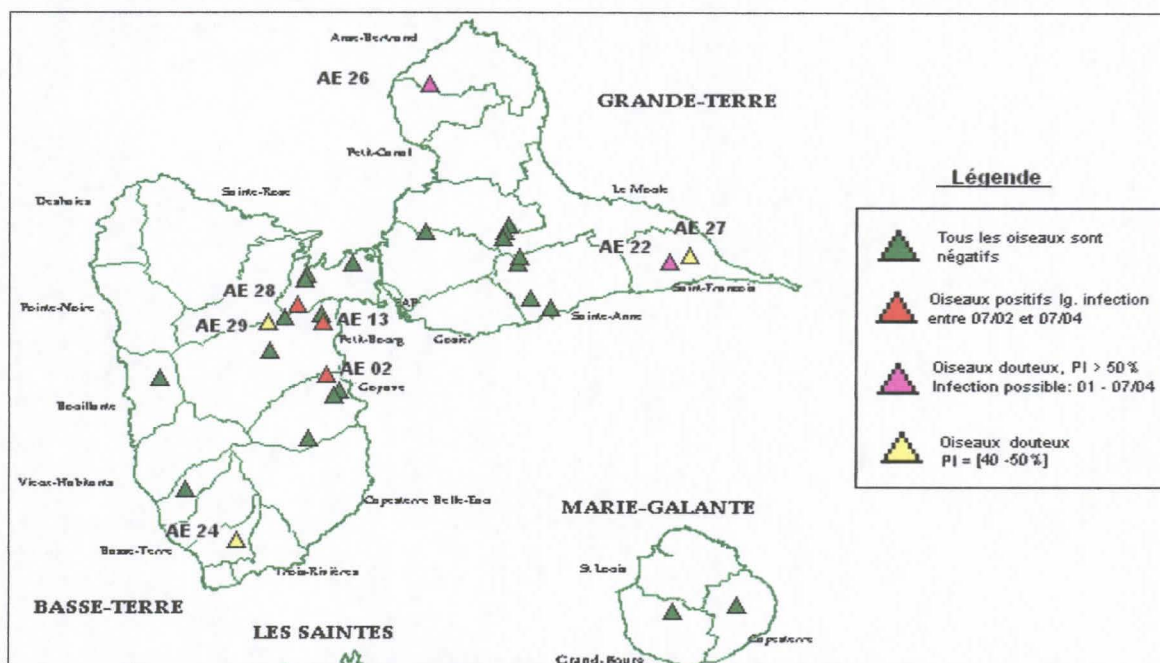 Anse-Bertrand
AE 26
GRANDE-TERRE
Petit-Canal
Sainte-Rose
Deshaies
Le Moule
Légende
AE 27
AE 22
Tous les oiseaux sont
négatifs
AE 28
Saint-François
Pointe-Noire
AP
Oiseaux positifs Ig. infection
entre 07/02 et 07/04
AE 29
AE 13
Sainte-Anne
Petit-Bourg
Gosier
AE 02
Goyave
Oiseaux douteux, PI > 50%
Infection possible: 01 - 07/04
Bouillante
Oiseaux douteux
PI = [40 -50%]
Vieux-Habitants
Capesterre Belle-Eau
MARIE-GALANTE
AE 24
Basse-Terre
St Louis
Trois-Rivières
BASSE-TERRE
LES SAINTES
Capesterre
Grand-Bourg